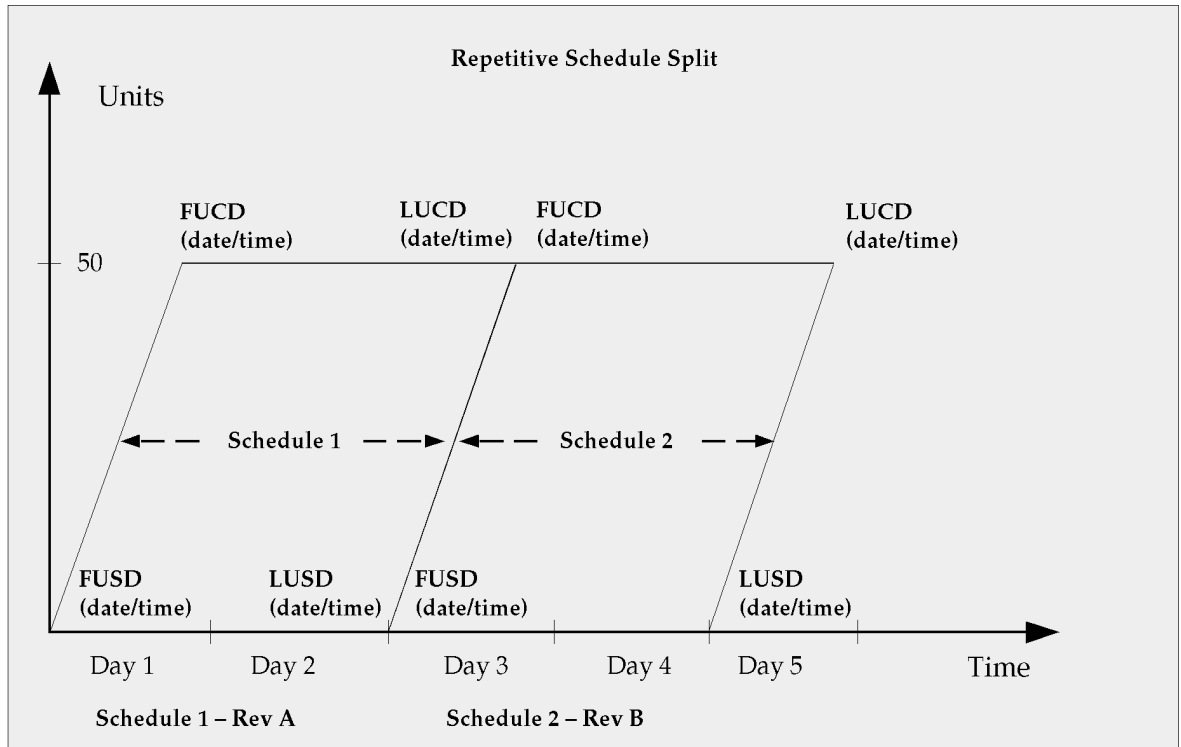 Repetitive Schedule Split
Units
FUCD
(date/time)
LUCD
(date/time)
FUCD
(date/time)
LUCD
(date/time)
50
Schedule 1
Schedule 2
FUSD
(date/time)
LUSD
(date/time)
FUSD
(date/time)
LUSD
(date/time)
Day 1
Day 2
Day 3
Day 4
Day 5
Time
Schedule 1 – Rev A
Schedule 2 – Rev B